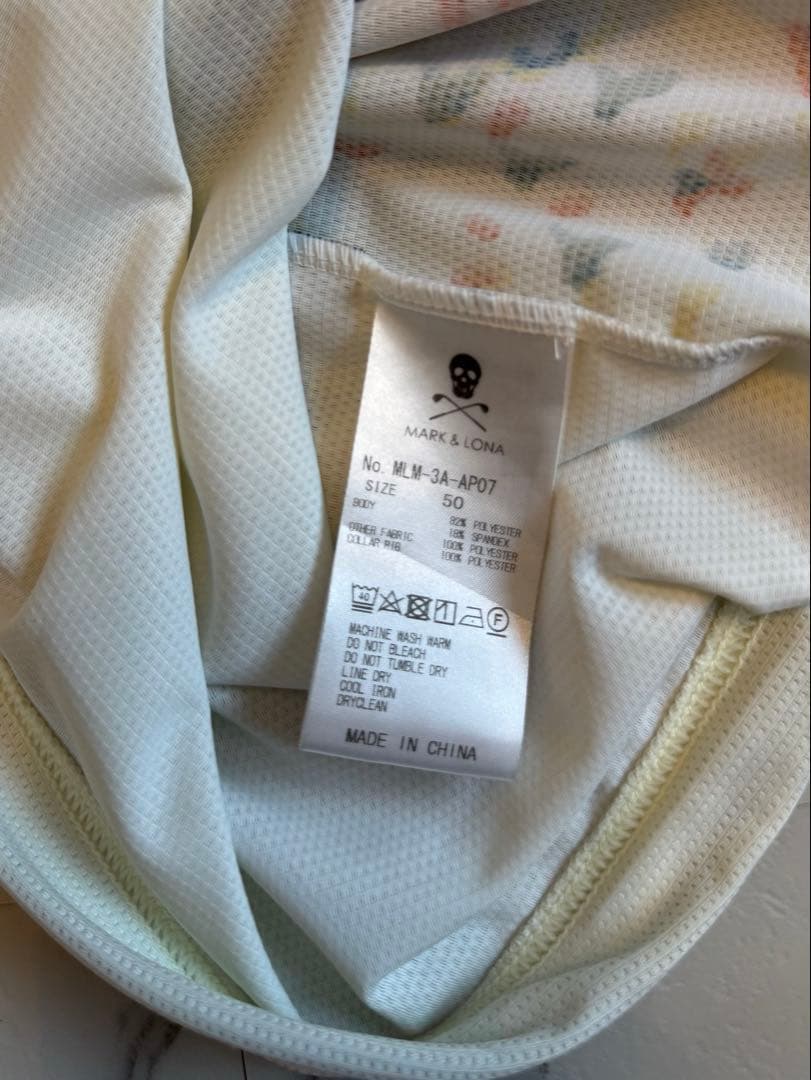 MARK & LONA
No. MLM-3A-AP07
SIZE 50
BODY 82% POLYESTER
18% SPANDEX
OTHER FABRIC 100% POLYESTER
COLLAR RIB 100% POLYESTER
40 F
MACHINE WASH WARM
DO NOT BLEACH
DO NOT TUMBLE DRY
LINE DRY
COOL IRON
DRYCLEAN
MADE IN CHINA